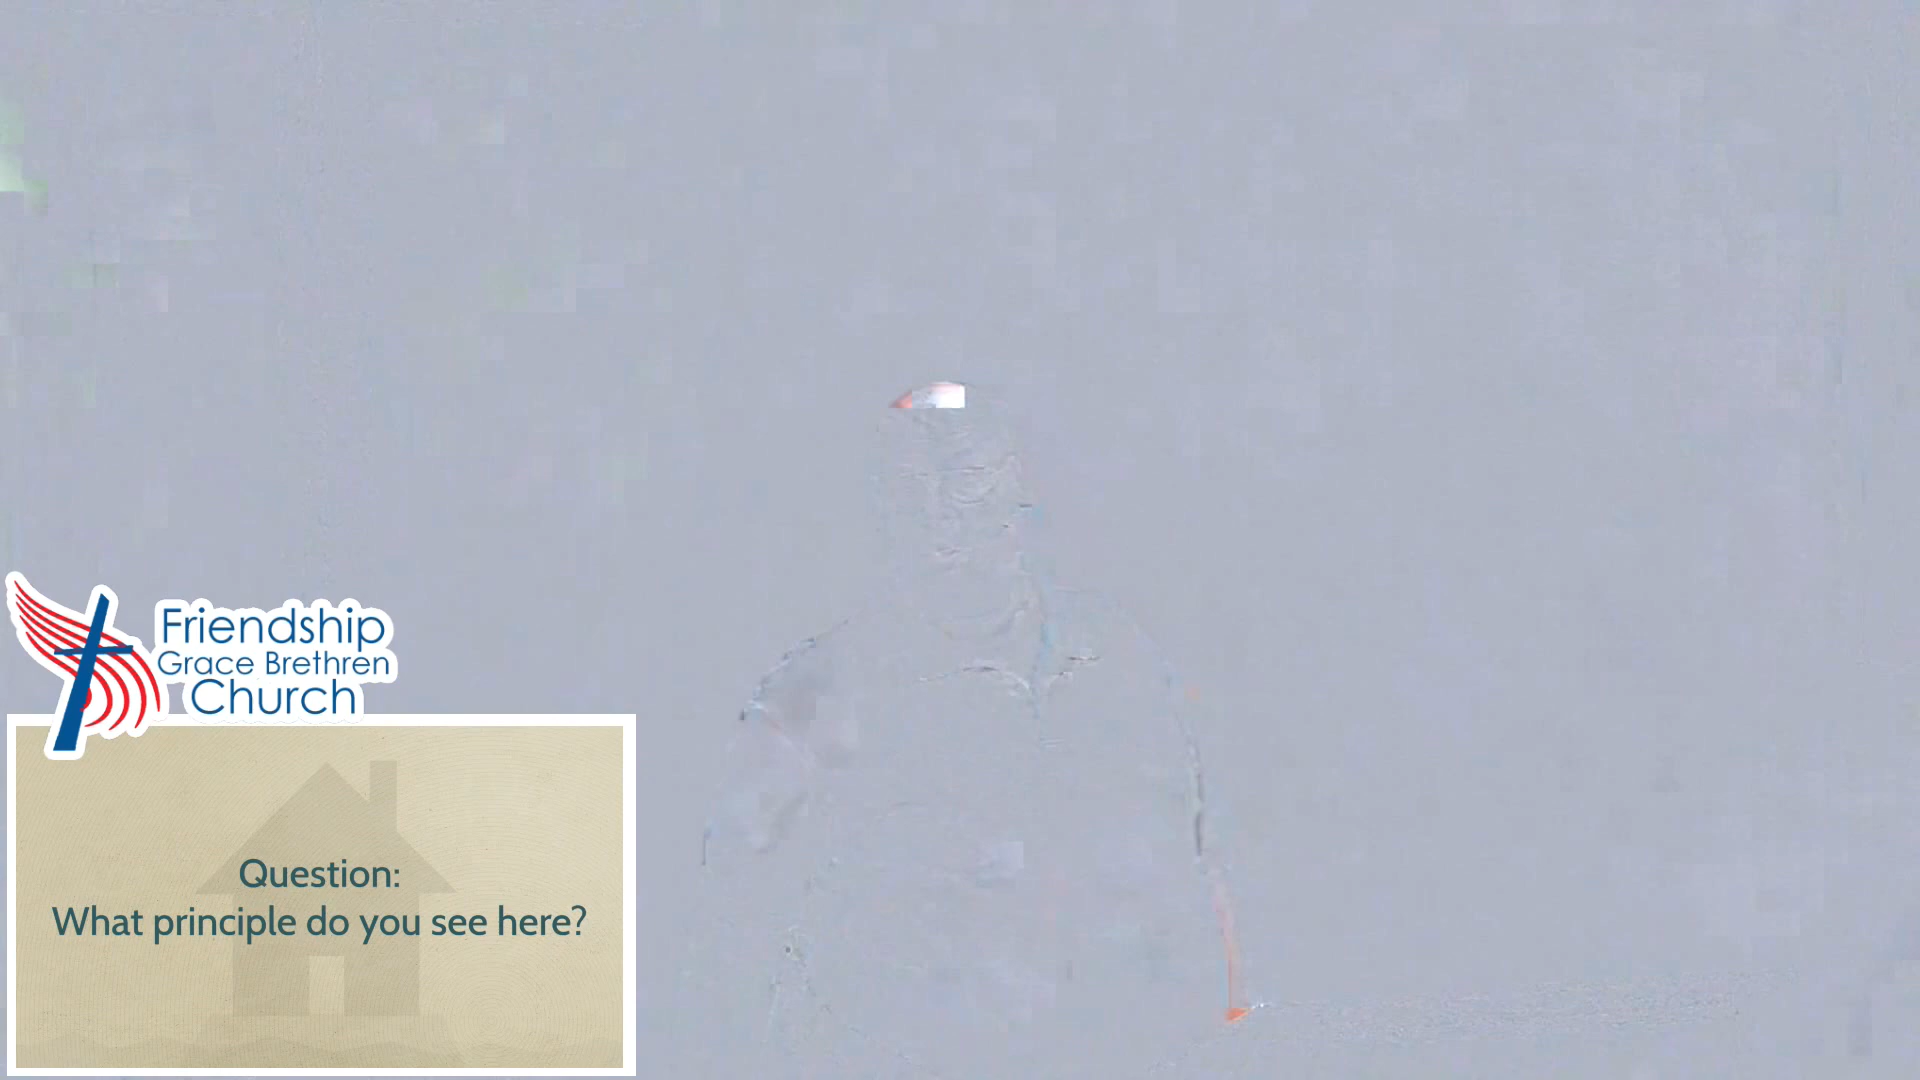 Friendship
Grace Brethren
Church
Question:
What principle do you see here?